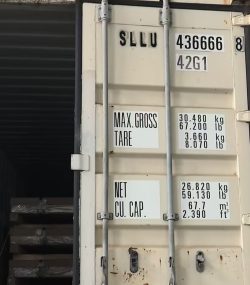 SLLU 436666 8
42G1
MAX. GROSS 30.480 kg
67.200 lb
TARE 3.660 kg
8.070 lb
NET 26.820 kg
59.130 lb
CU. CAP. 67.7 m³
2.390 ft³